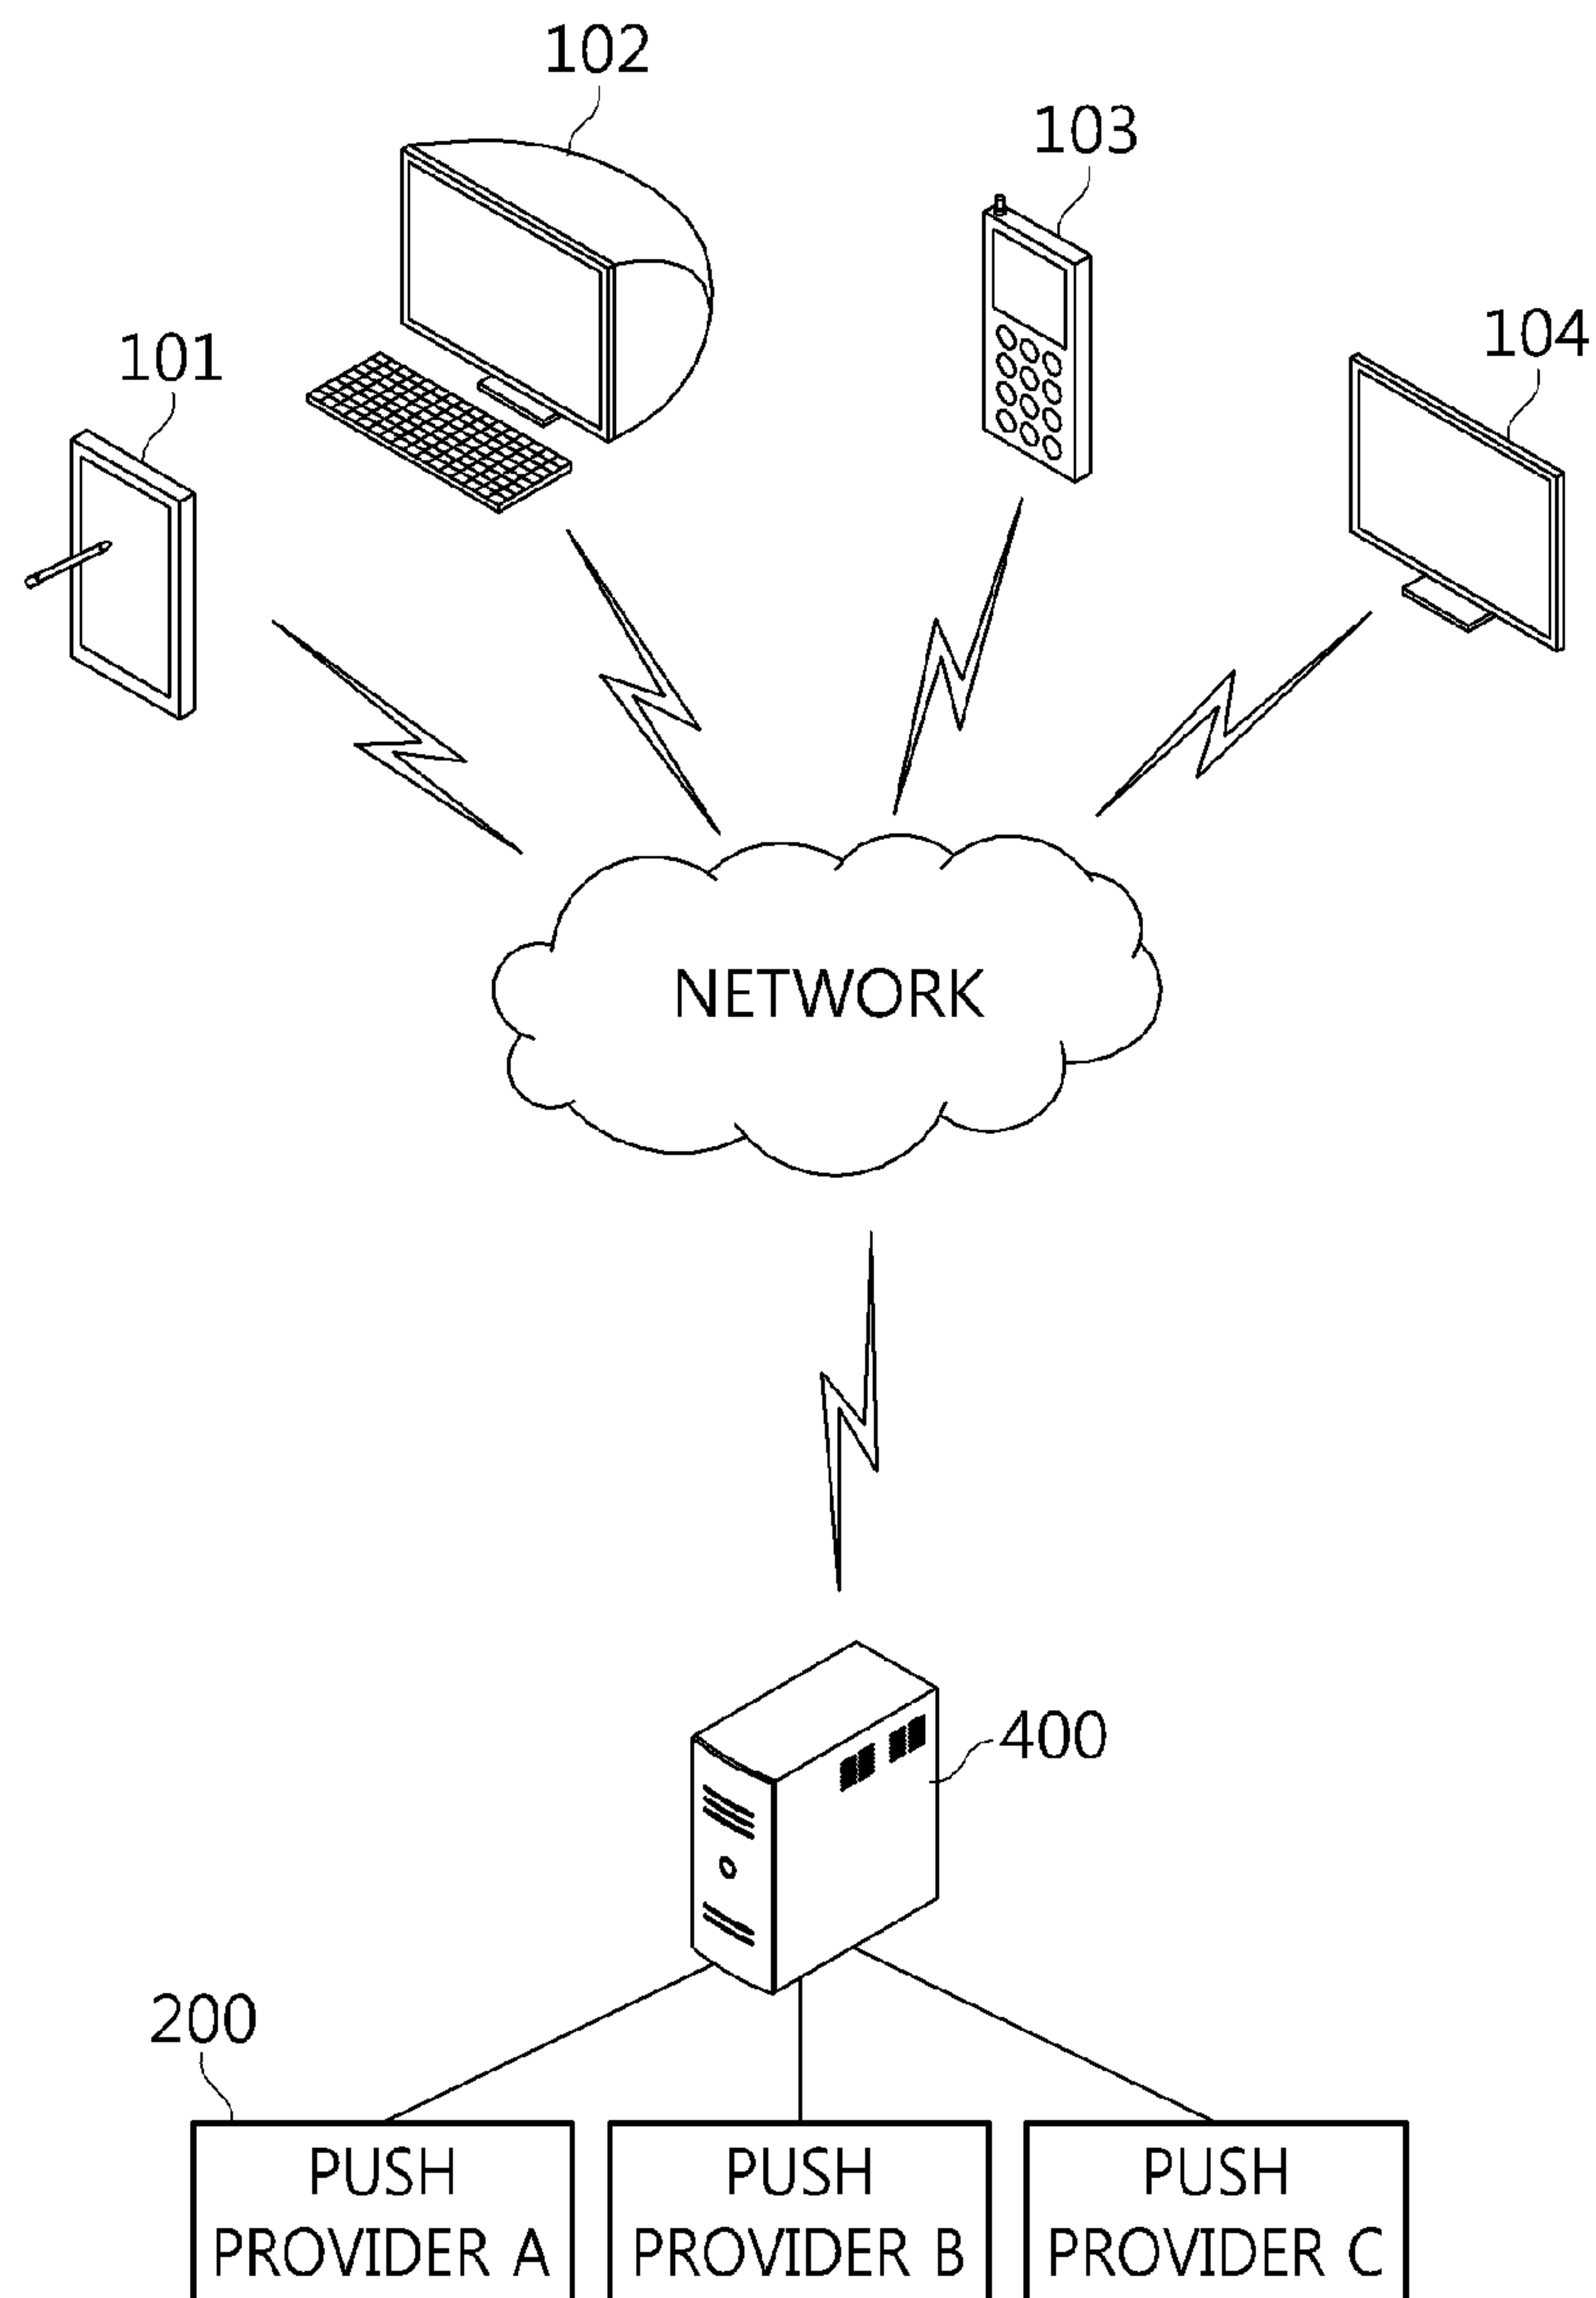 102
103
104
101
NETWORK
400
200
PUSH
PROVIDER A
PUSH
PROVIDER B
PUSH
PROVIDER C